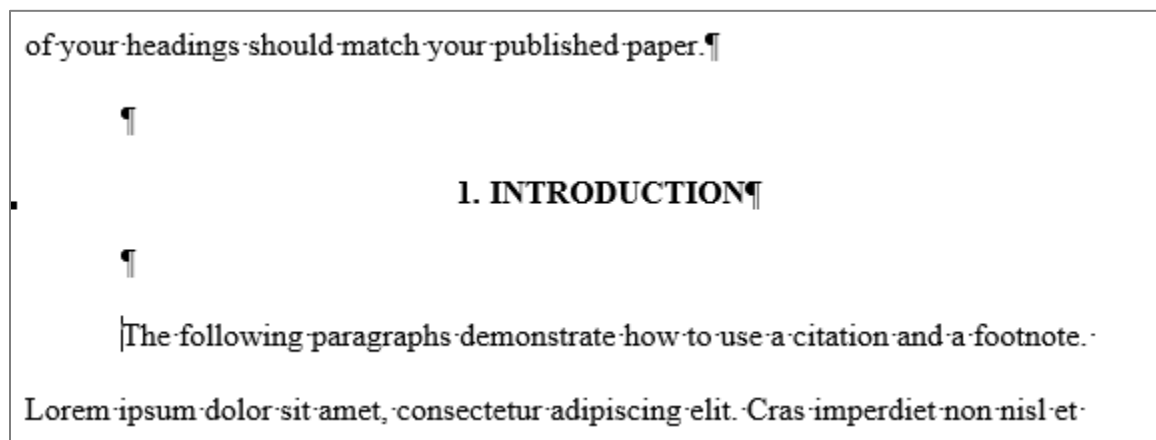 of your headings should match your published paper.¶
¶
1. INTRODUCTION¶
¶
The following paragraphs demonstrate how to use a citation and a footnote.
Lorem ipsum dolor sit amet, consectetur adipiscing elit. Cras imperdiet non nisl et